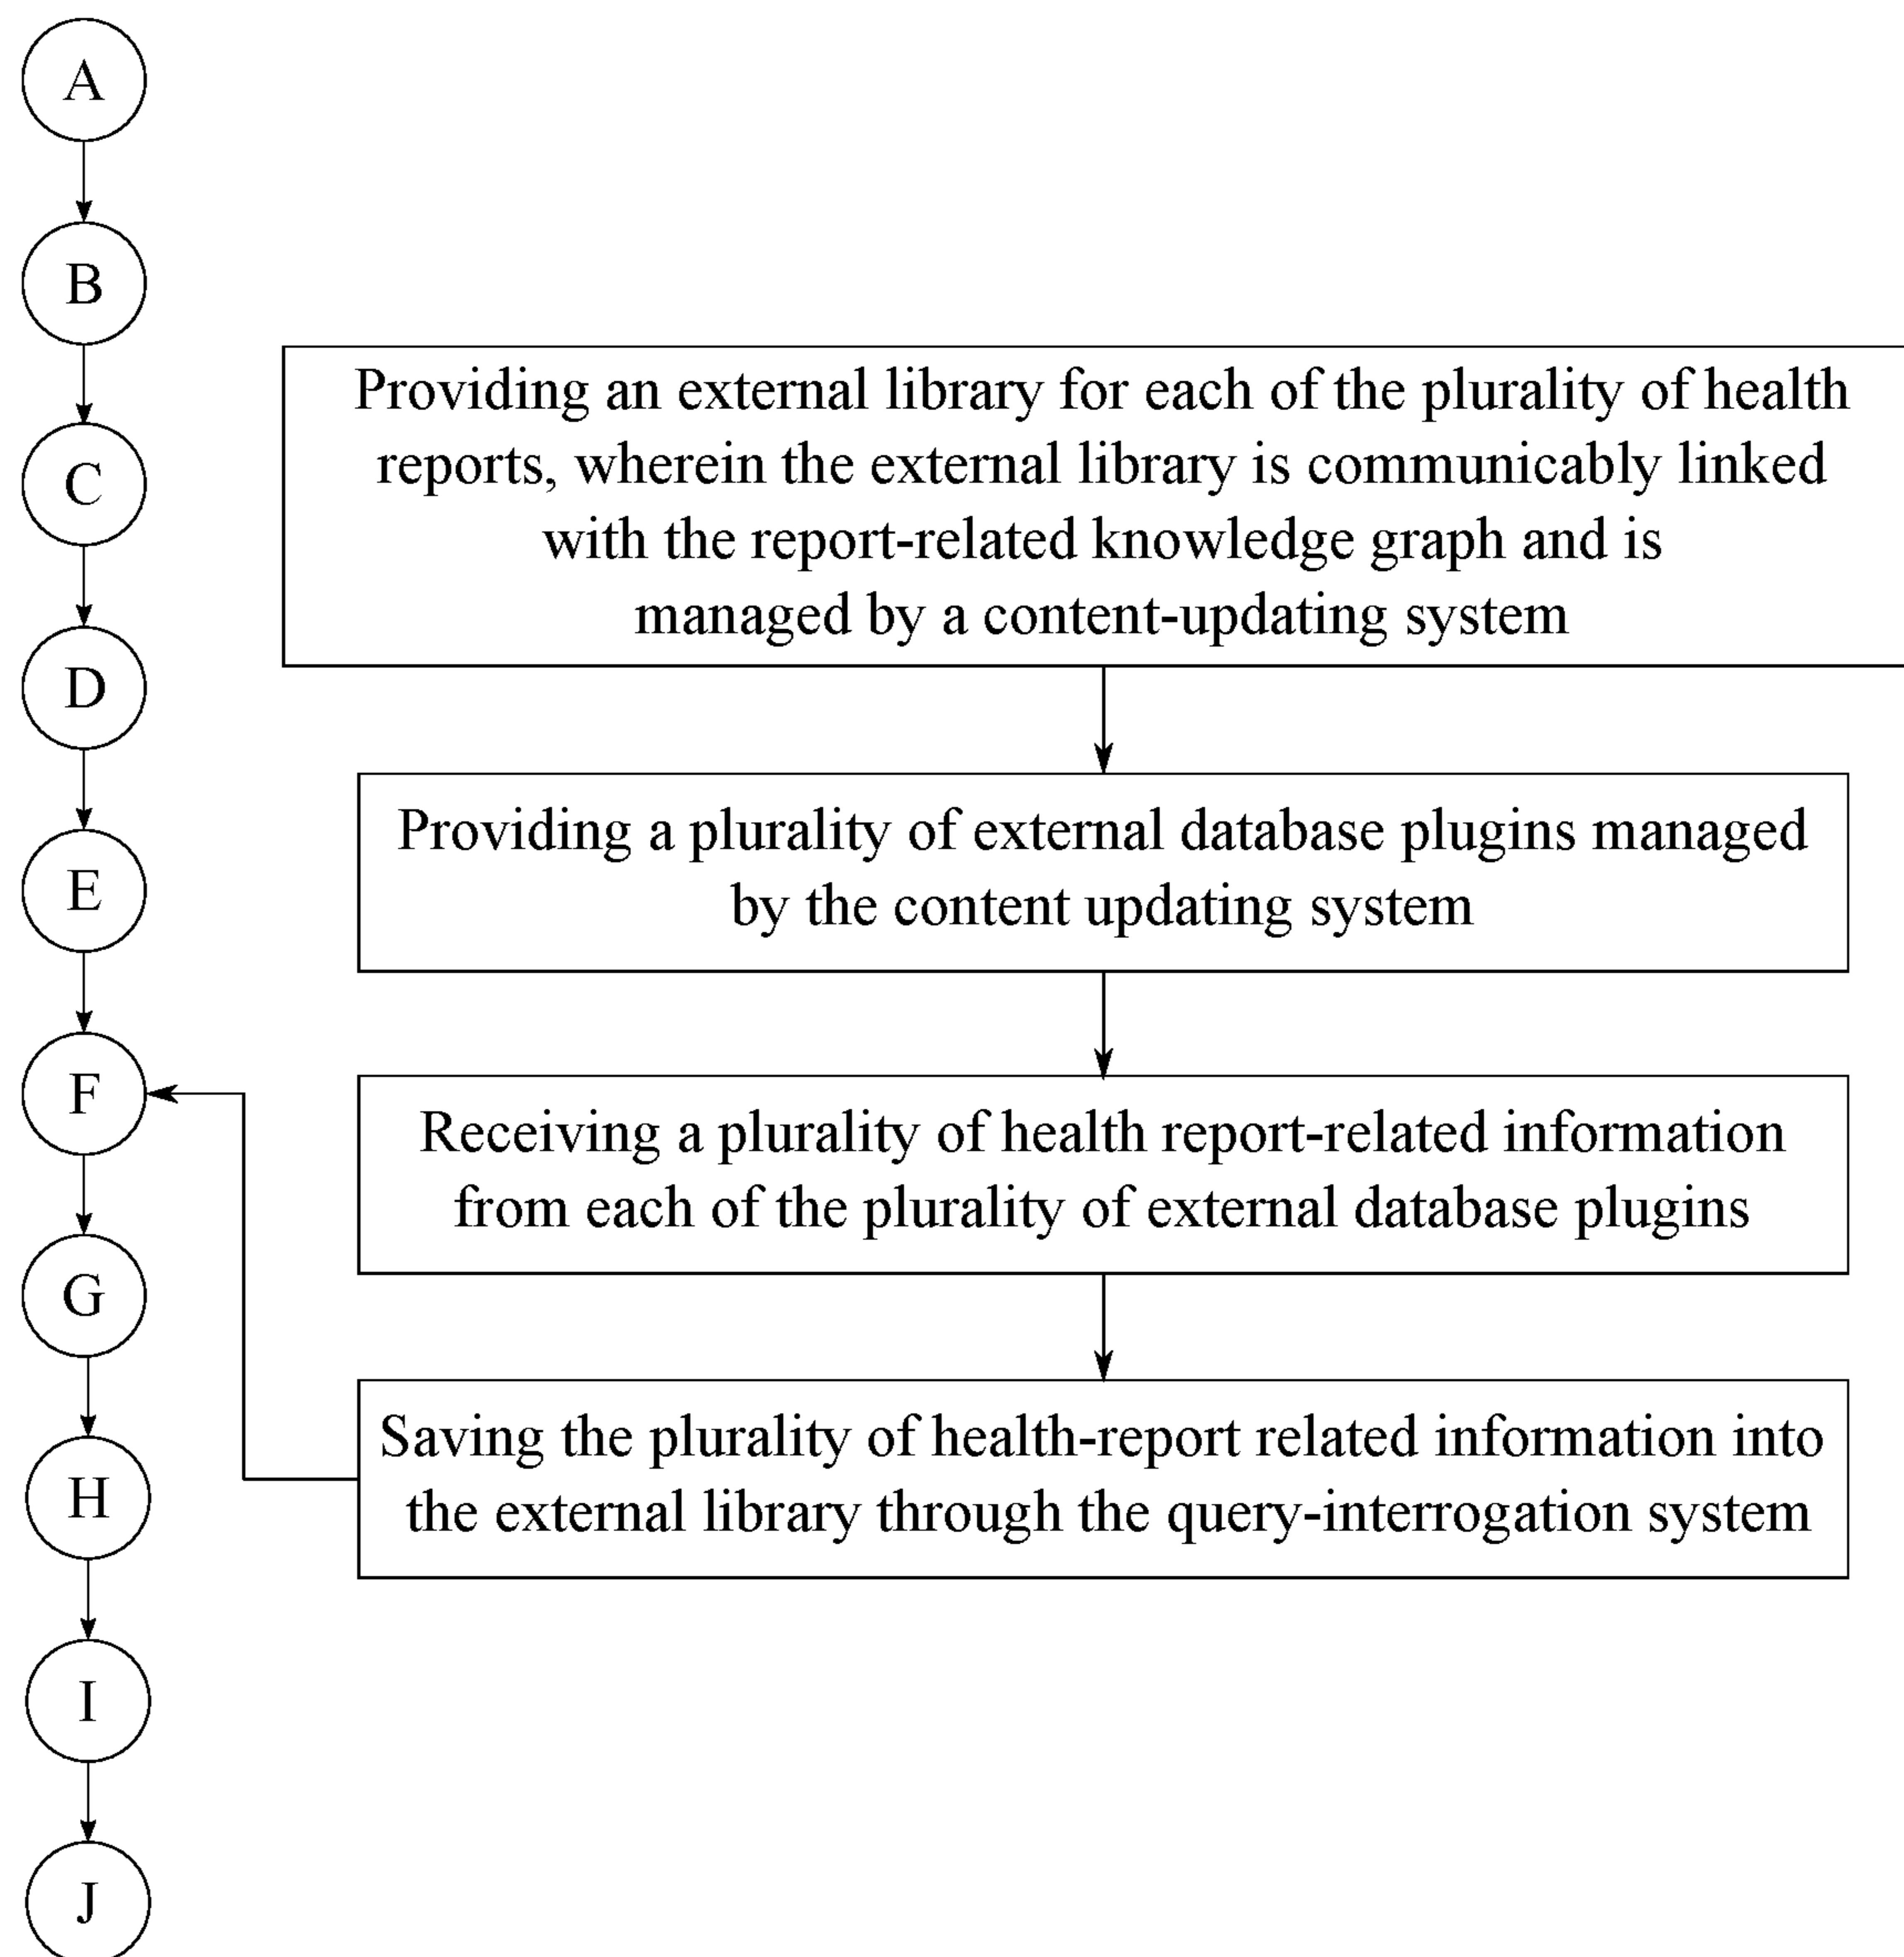 A
B
C
D
E
F
G
H
I
J
Providing an external library for each of the plurality of health
reports, wherein the external library is communicably linked
with the report-related knowledge graph and is
managed by a content-updating system
Providing a plurality of external database plugins managed
by the content updating system
Receiving a plurality of health report-related information
from each of the plurality of external database plugins
Saving the plurality of health-report related information into
the external library through the query-interrogation system